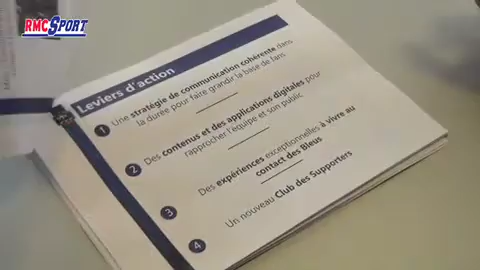 RMC SPORT
Leviers d'action
1 Une stratégie de communication cohérente dans
la durée pour faire grandir la base de fans
2 Des contenus et des applications digitales pour
rapprocher l'équipe et son public
3 Des expériences exceptionnelles à vivre au
contact des Bleus
4 Un nouveau Club des Supporters